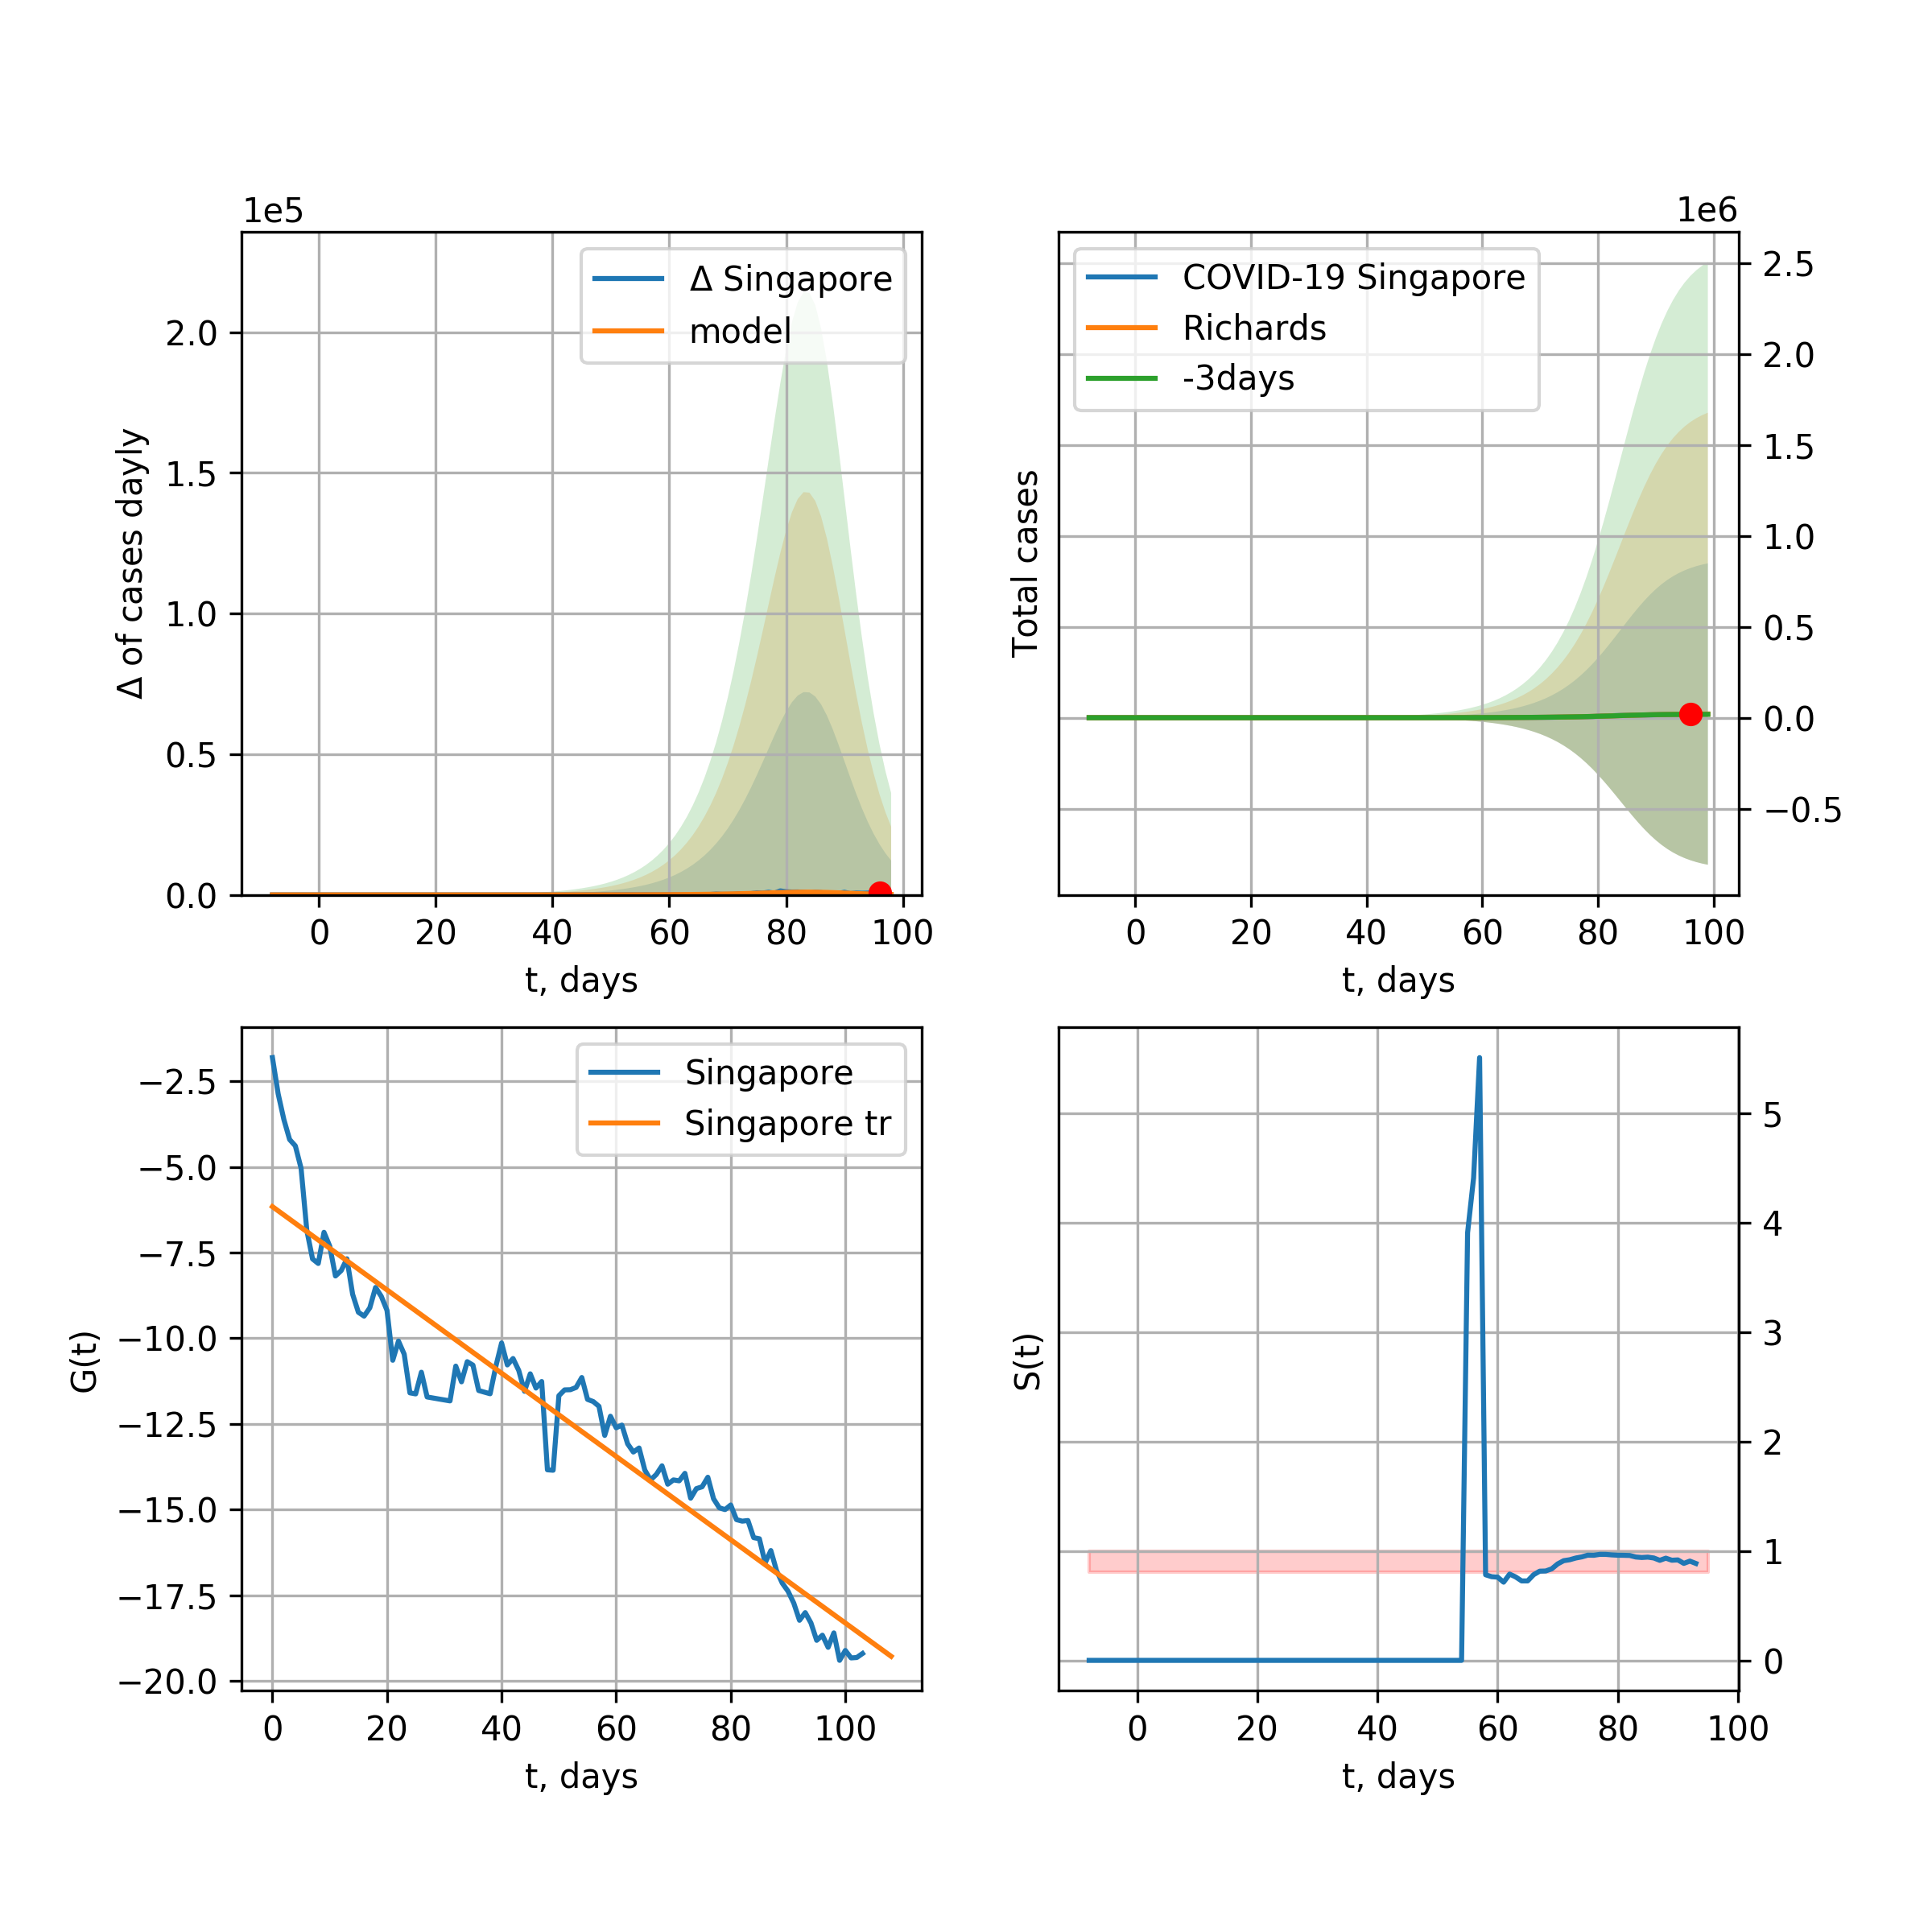 1e5
Δ Singapore
model
2.0
1.5
1.0
0.5
0.0
Δ of cases dayly
0 20 40 60 80 100
t, days
1e6
COVID-19 Singapore
Richards
-3days
2.5
2.0
1.5
1.0
0.5
0.0
−0.5
Total cases
0 20 40 60 80 100
t, days
Singapore
Singapore tr
−2.5
−5.0
−7.5
−10.0
−12.5
−15.0
−17.5
−20.0
G(t)
0 20 40 60 80 100
t, days
5
4
3
2
1
0
S(t)
0 20 40 60 80 100
t, days